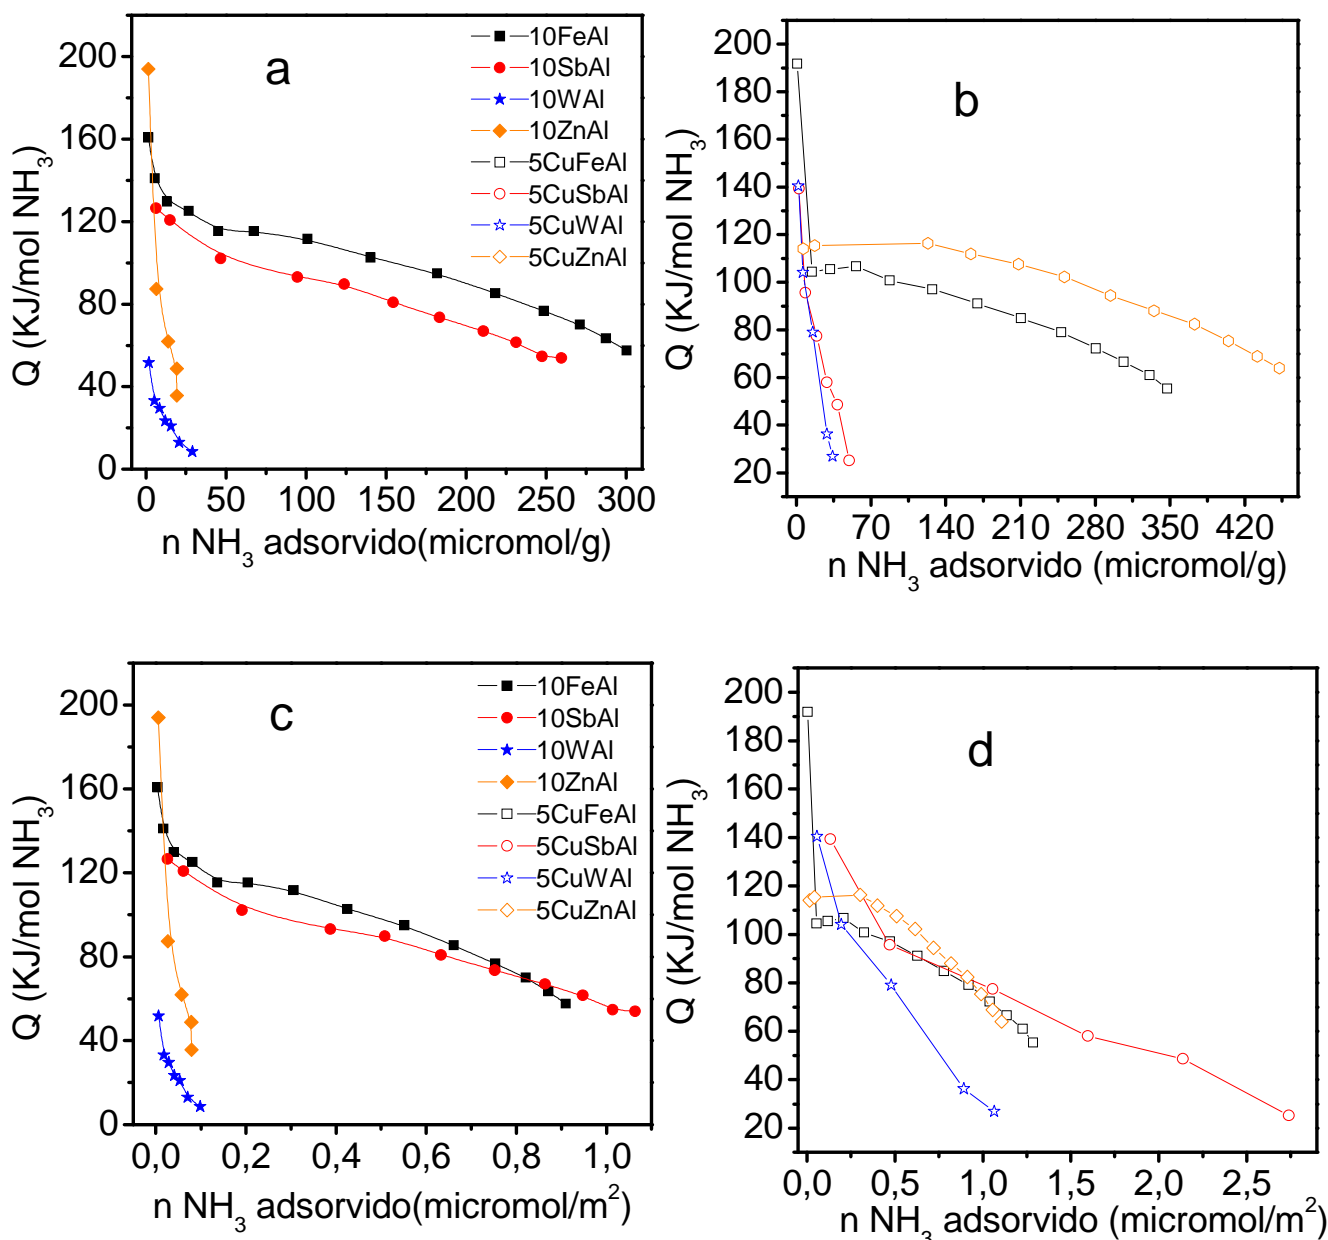 a
Q (KJ/mol NH3)
200
160
120
80
40
0
10FeAl
10SbAl
10WAl
10ZnAl
5CuFeAl
5CuSbAl
5CuWAl
5CuZnAl
0 50 100 150 200 250 300
n NH3 adsorvido(micromol/g)
b
Q (KJ/mol NH3)
200
180
160
140
120
100
80
60
40
20
0 70 140 210 280 350 420
n NH3 adsorvido (micromol/g)
c
Q (KJ/mol NH3)
200
160
120
80
40
0
10FeAl
10SbAl
10WAl
10ZnAl
5CuFeAl
5CuSbAl
5CuWAl
5CuZnAl
0,0 0,2 0,4 0,6 0,8 1,0
n NH3 adsorvido(micromol/m2)
d
Q (KJ/mol NH3)
200
180
160
140
120
100
80
60
40
20
0,0 0,5 1,0 1,5 2,0 2,5
n NH3 adsorvido (micromol/m2)